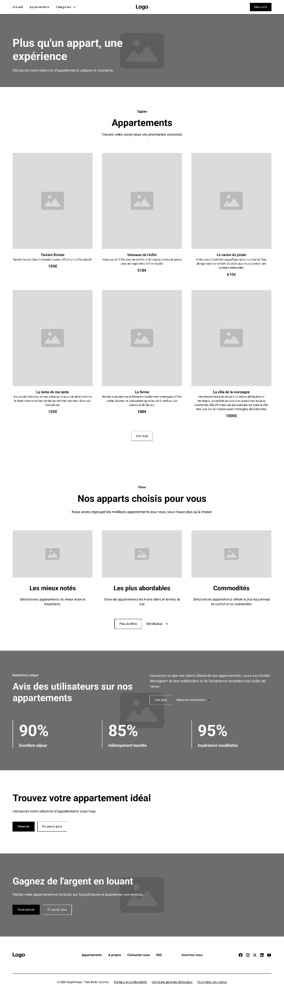 Accueil Appartements Categories Logo Découvrir
Plus qu'un appart, une
expérience
Découvrez notre sélection d'appartements uniques et inspirants.
Tagline
Appartements
Trouvez votre cocon pour vos prochaines vacances.
Tanière Boisée
Tanière boisée d'une incroyable beauté, offrant un confort absolu
150€
Vaisseau de l'infini
Vaisseau de l'infini avec un confort et des équipements de pointe
pour une expérience IoT incroyable
510€
Le navire du pirate
Embarquez à bord d'un magnifique navire au bord de l'eau,
plongez dans un univers de pirate pour vous procurer une
aventure mémorable.
610€
La tente de ma tante
Une yourte faite avec amour, artisanat et souci du détail, comme
le ferait votre tante bien aimée qui met tout son cœur dans ses
réalisations.
120€
La ferme
Rendez-vous dans cette ferme incroyablement aménagée, offrant
calme, douceur et apaisement au milieu de la verdure, des
plantes et de l'air pur.
100€
La villa de la montagne
Une maison familiale située à 70 mètres de hauteur en
montagne, accessible en voiture ou à pied pour les plus
aventuriers. Elle offre une vue panoramique sur toute la ville,
ainsi que sur les majestueuses montagnes environnantes.
1000€
Voir tout
Filtrer
Nos apparts choisis pour vous
Nous avons regroupé les meilleurs appartements pour vous, vous n'avez plus qu'à choisir.
Les mieux notés
Sélection des appartements les mieux notés et
disponibles.
Les plus abordables
Choix des appartements les moins chers en termes de
prix
Commodités
Sélection des appartements offrant le plus haut niveau
de confort et de commodités
Plus de filtre Réinitialiser
Expérience unique
Avis des utilisateurs sur nos
appartements
Découvrez ce que nos clients disent de nos appartements. Leurs avis étoilés
témoignent de leur satisfaction et de l'expérience exceptionnelle qu'ils ont
vécue.
Voir plus Réserver maintenant
90%
Excellent séjour
85%
Hébergement Insolite
95%
Expérience inoubliable
Trouvez votre appartement idéal
Découvrez notre sélection d'appartements sous l'eau.
Réserver En savoir plus
Gagnez de l'argent en louant
Mettez votre appartement en location sur AtypickHouse et augmentez vos revenus.
Commencer En savoir plus
Logo Appartements A propos Contactez-nous FAQ Inscrivez-vous
© 2024 AtypikHouse. Tous droits réservés. Politique de confidentialité Conditions générales d'utilisation Paramètres des cookies